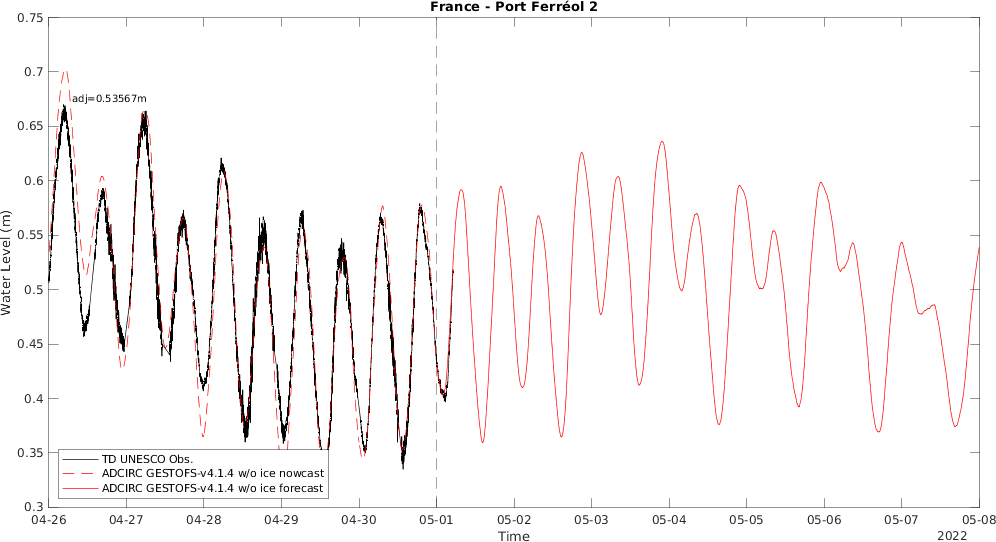 France - Port Ferréol 2
0.75
0.7
0.65
0.6
0.55
0.5
0.45
0.4
0.35
0.3
Water Level (m)
adj=0.53567m
TD UNESCO Obs.
ADCIRC GESTOFS-v4.1.4 w/o ice nowcast
ADCIRC GESTOFS-v4.1.4 w/o ice forecast
04-26 04-27 04-28 04-29 04-30 05-01 05-02 05-03 05-04 05-05 05-06 05-07 05-08
Time
2022